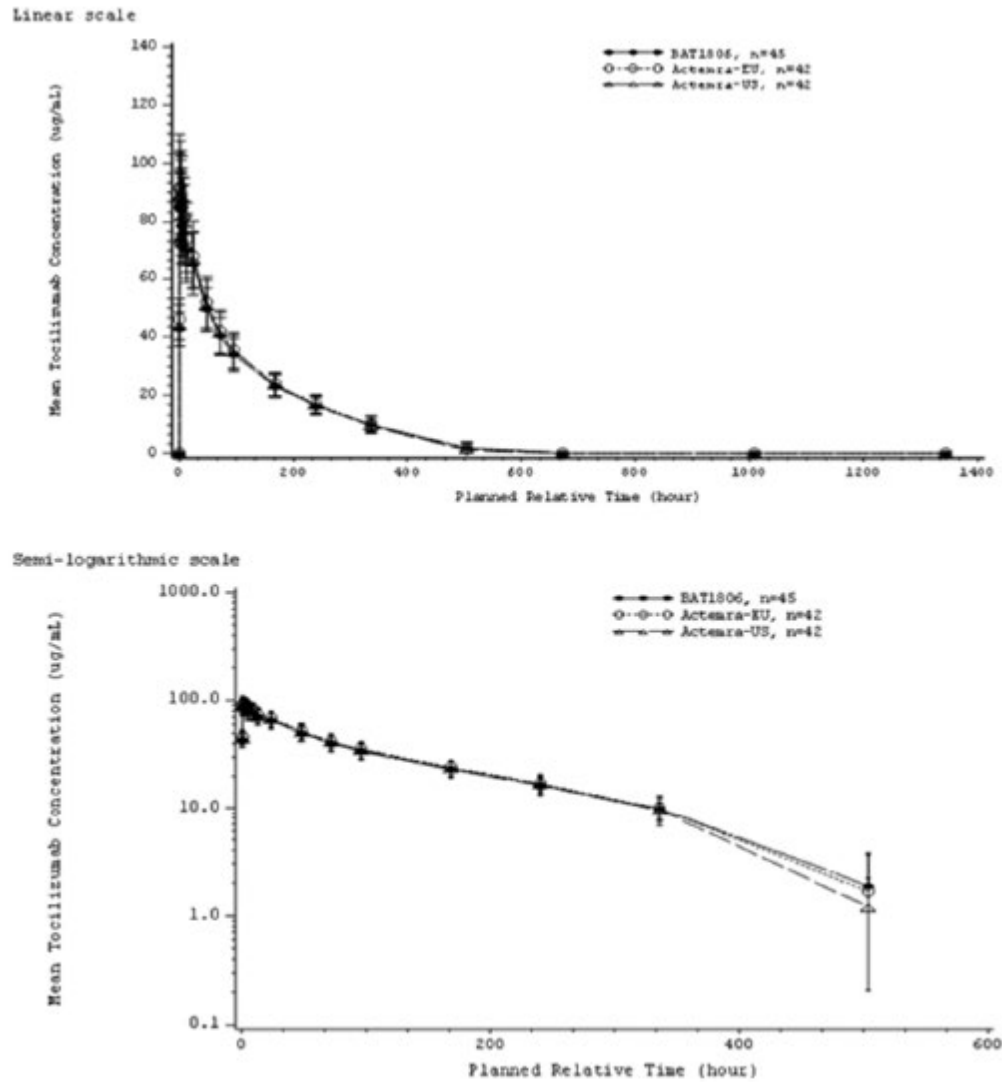 Linear scale
BAT1806, n=45
Actemra-EU, n=42
Actemra-US, n=42
140
120
100
80
60
40
20
0
Mean Tocilizumab Concentration (ug/mL)
0 200 400 600 800 1000 1200 1400
Planned Relative Time (hour)
Semi-logarithmic scale
BAT1806, n=45
Actemra-EU, n=42
Actemra-US, n=42
1000.0
100.0
10.0
1.0
0.1
Mean Tocilizumab Concentration (ug/mL)
0 200 400 600
Planned Relative Time (hour)